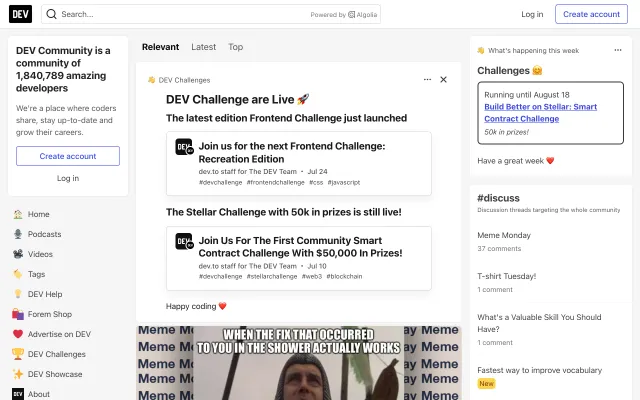 DEV
Search...
Powered by Algolia
Log in
Create account
DEV Community is a
community of
1,840,789 amazing
developers
We're a place where coders
share, stay up-to-date and
grow their careers.
Create account
Log in
Home
Podcasts
Videos
Tags
DEV Help
Forem Shop
Advertise on DEV
DEV Challenges
DEV Showcase
About
Relevant
Latest
Top
👋 DEV Challenges
DEV Challenge are Live 🚀
The latest edition Frontend Challenge just launched
DEV
Join us for the next Frontend Challenge:
Recreation Edition
dev.to staff for The DEV Team • Jul 24
#devchallenge #frontendchallenge #css #javascript
The Stellar Challenge with 50k in prizes is still live!
DEV
Join Us For The First Community Smart
Contract Challenge With $50,000 In Prizes!
dev.to staff for The DEV Team • Jul 10
#devchallenge #stellarchallenge #web3 #blockchain
Happy coding ❤️
WHEN THE FIX THAT OCCURRED
TO YOU IN THE SHOWER ACTUALLY WORKS
👋 What's happening this week
Challenges 🤗
Running until August 18
Build Better on Stellar: Smart
Contract Challenge
50k in prizes!
Have a great week ❤️
#discuss
Discussion threads targeting the whole community
Meme Monday
37 comments
T-shirt Tuesday!
1 comment
What's a Valuable Skill You Should
Have?
1 comment
Fastest way to improve vocabulary
New